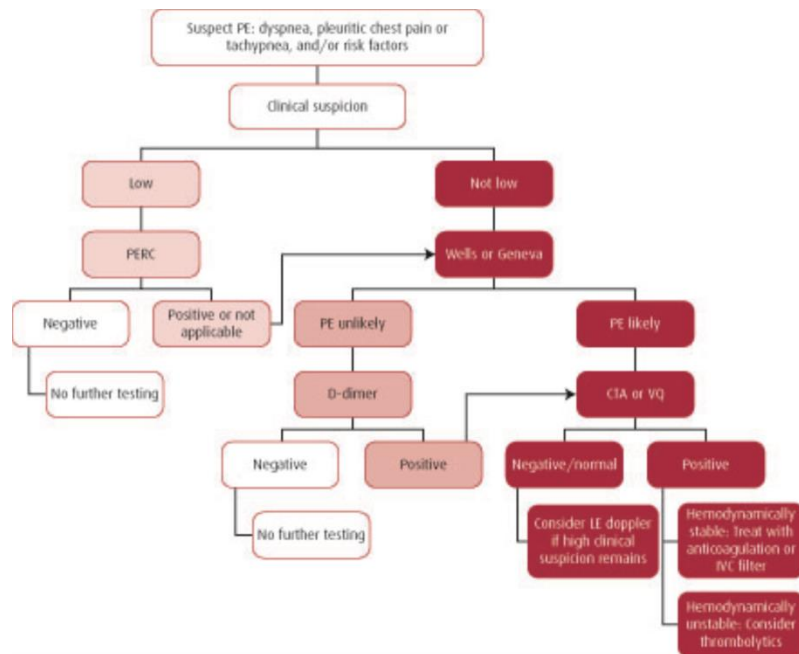 Suspect PE: dyspnea, pleuritic chest pain or
tachypnea, and/or risk factors
Clinical suspicion
Low
Not low
PERC
Wells or Geneva
Negative
Positive or not
applicable
PE unlikely
PE likely
No further testing
D-dimer
CTA or VQ
Negative
Positive
Negative/normal
Positive
No further testing
Consider LE doppler
if high clinical
suspicion remains
Hemodynamically
stable: Treat with
anticoagulation or
IVC filter
Hemodynamically
unstable: Consider
thrombolytics